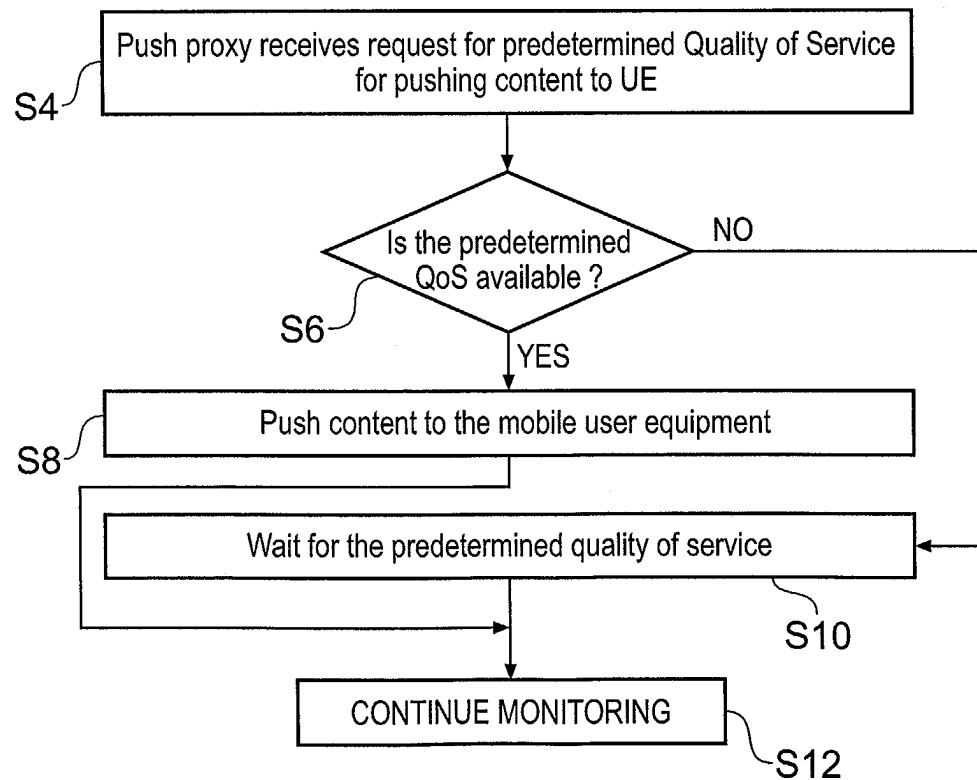 Push proxy receives request for predetermined Quality of Service
for pushing content to UE
S4
Is the predetermined
QoS available ?
NO
S6
YES
Push content to the mobile user equipment
S8
Wait for the predetermined quality of service
S10
CONTINUE MONITORING
S12